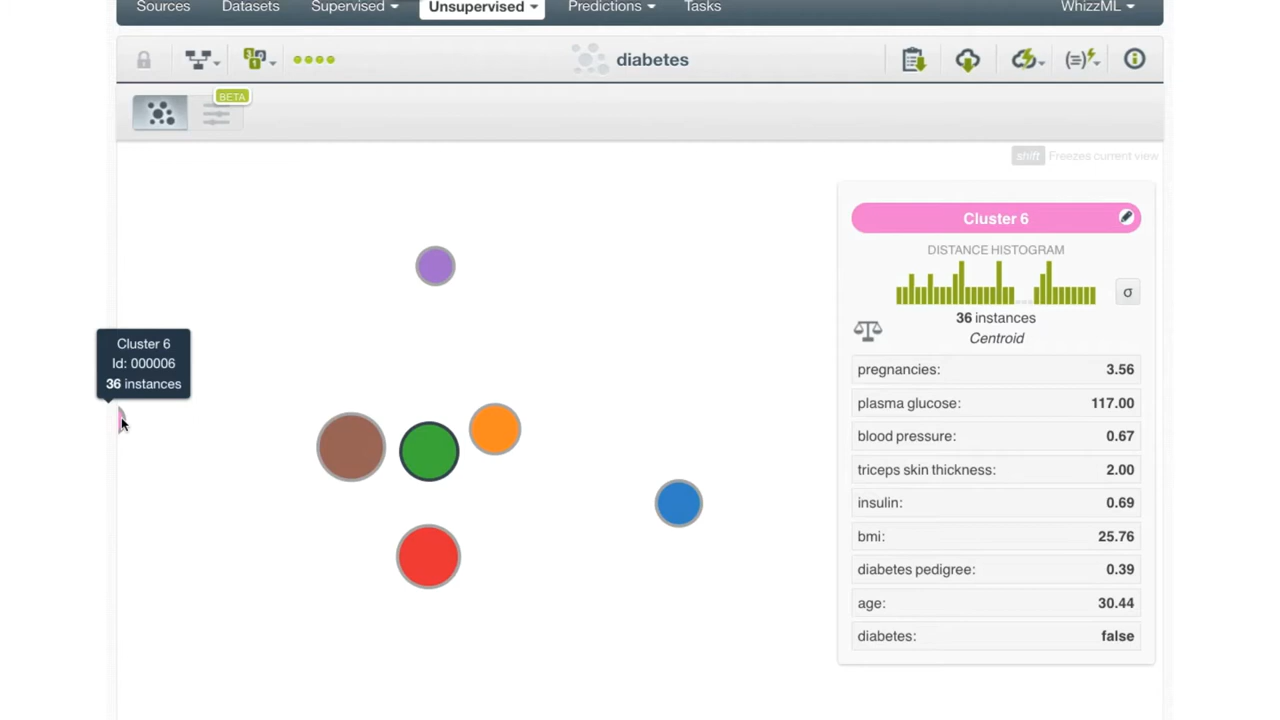 Sources Datasets Supervised Unsupervised Predictions Tasks WhizzML
diabetes
BETA
shift Freezes current view
Cluster 6
DISTANCE HISTOGRAM
σ
36 instances
Centroid
Cluster 6
Id: 000006
36 instances
pregnancies: 3.56
plasma glucose: 117.00
blood pressure: 0.67
triceps skin thickness: 2.00
insulin: 0.69
bmi: 25.76
diabetes pedigree: 0.39
age: 30.44
diabetes: false